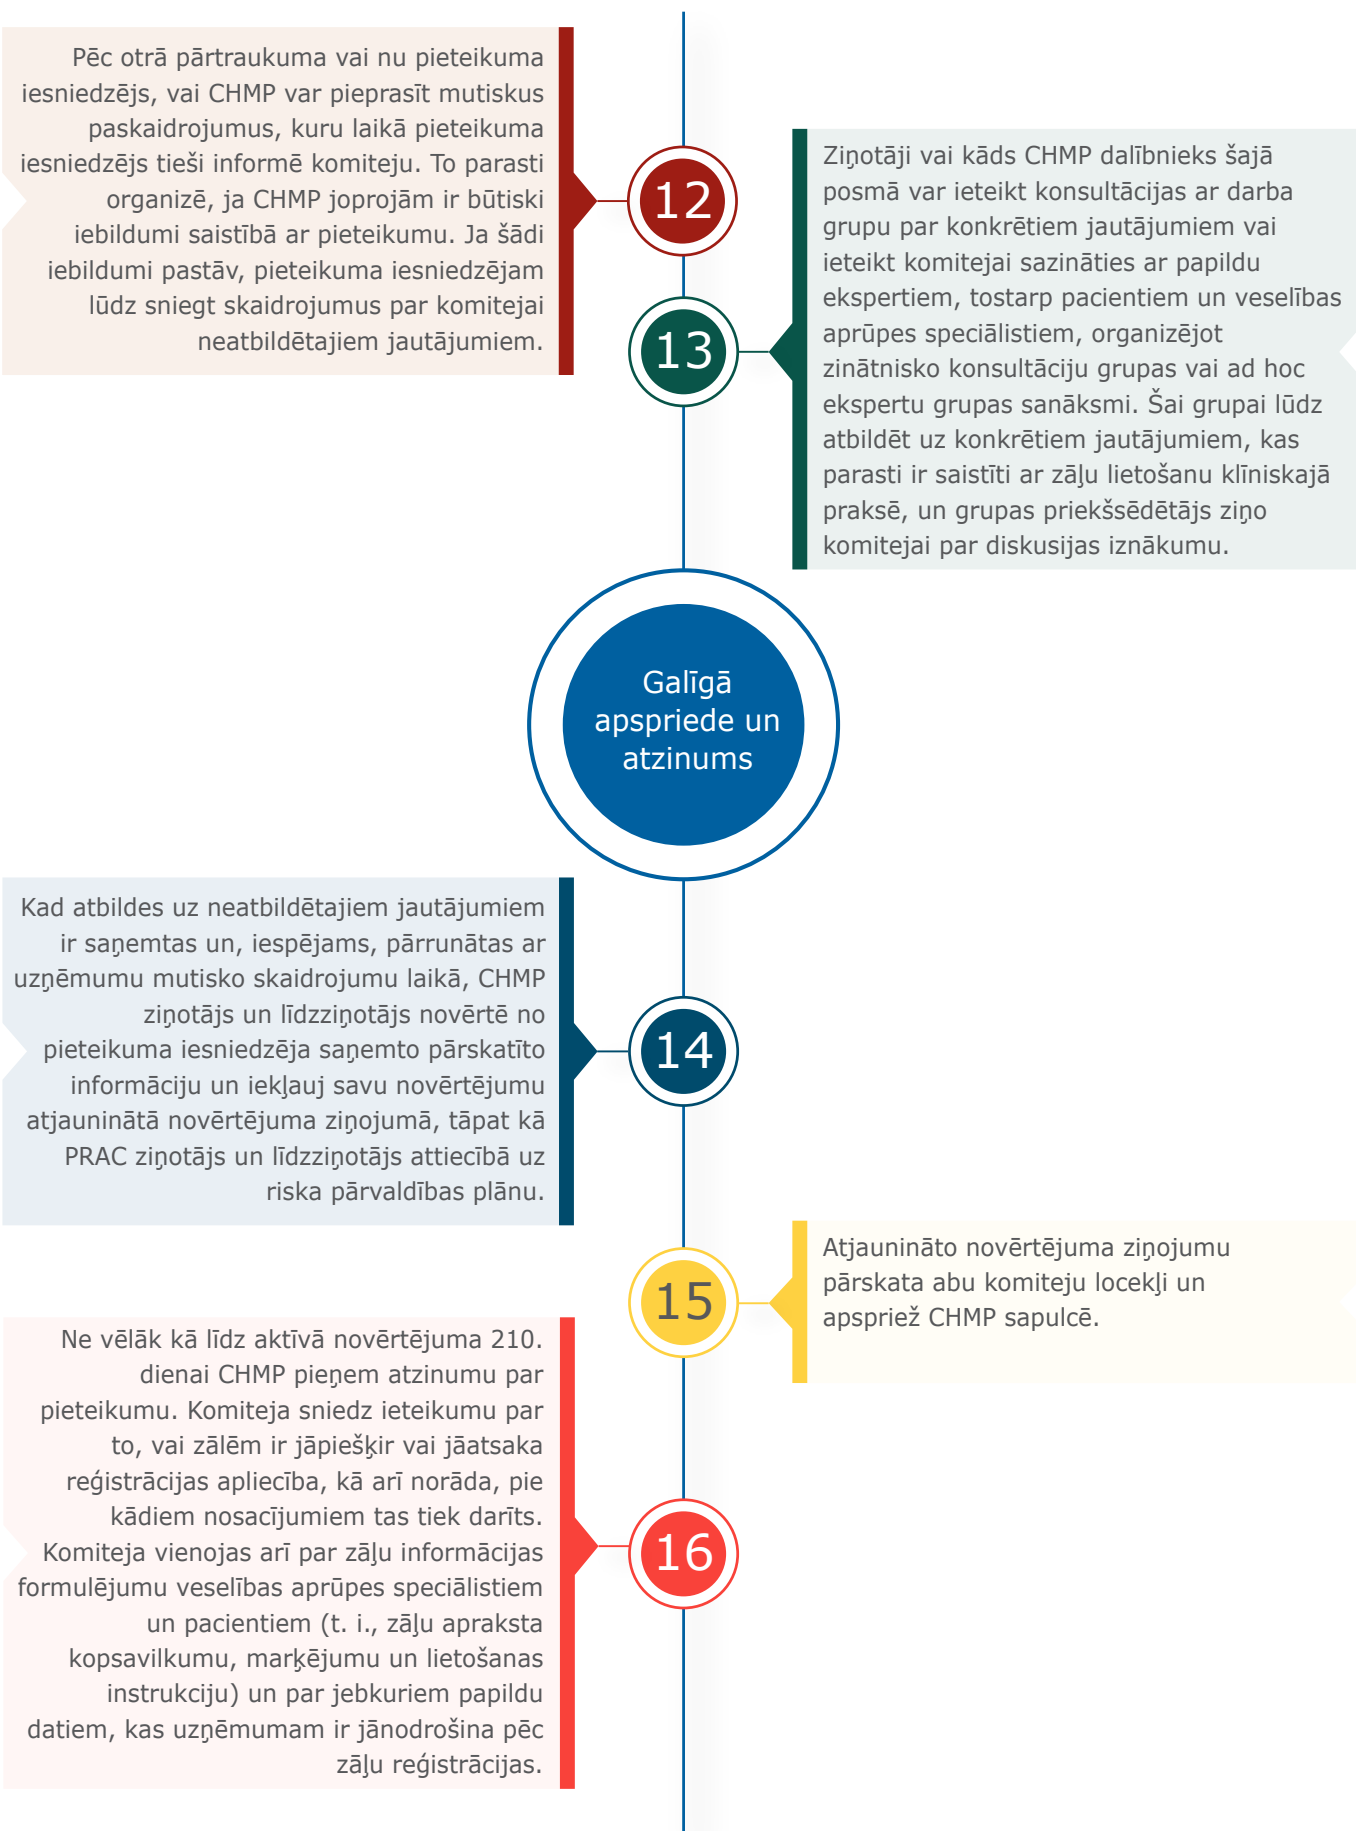 Pēc otrā pārtraukuma vai nu pieteikuma
iesniedzējs, vai CHMP var pieprasīt mutiskus
paskaidrojumus, kuru laikā pieteikuma
iesniedzējs tieši informē komiteju. To parasti
organizē, ja CHMP joprojām ir būtiski
iebildumi saistībā ar pieteikumu. Ja šādi
iebildumi pastāv, pieteikuma iesniedzējam
lūdz sniegt skaidrojumus par komitejai
neatbildētajiem jautājumiem.
12
13
Ziņotāji vai kāds CHMP dalībnieks šajā
posmā var ieteikt konsultācijas ar darba
grupu par konkrētiem jautājumiem vai
ieteikt komitejai sazināties ar papildu
ekspertiem, tostarp pacientiem un veselības
aprūpes speciālistiem, organizējot
zinātnisko konsultāciju grupas vai ad hoc
ekspertu grupas sanāksmi. Šai grupai lūdz
atbildēt uz konkrētiem jautājumiem, kas
parasti ir saistīti ar zāļu lietošanu klīniskajā
praksē, un grupas priekšsēdētājs ziņo
komitejai par diskusijas iznākumu.
Galīgā
apspriede un
atzinums
Kad atbildes uz neatbildētajiem jautājumiem
ir saņemtas un, iespējams, pārrunātas ar
uzņēmumu mutisko skaidrojumu laikā, CHMP
ziņotājs un līdzziņotājs novērtē no
pieteikuma iesniedzēja saņemto pārskatīto
informāciju un iekļauj savu novērtējumu
atjauninātā novērtējuma ziņojumā, tāpat kā
PRAC ziņotājs un līdzziņotājs attiecībā uz
riska pārvaldības plānu.
14
15
Atjaunināto novērtējuma ziņojumu
pārskata abu komiteju locekļi un
apspriež CHMP sapulcē.
Ne vēlāk kā līdz aktīvā novērtējuma 210.
dienai CHMP pieņem atzinumu par
pieteikumu. Komiteja sniedz ieteikumu par
to, vai zālēm ir jāpiešķir vai jāatsaka
reģistrācijas apliecība, kā arī norāda, pie
kādiem nosacījumiem tas tiek darīts.
Komiteja vienojas arī par zāļu informācijas
formulējumu veselības aprūpes speciālistiem
un pacientiem (t. i., zāļu apraksta
kopsavilkumu, marķējumu un lietošanas
instrukciju) un par jebkuriem papildu
datiem, kas uzņēmumam ir jānodrošina pēc
zāļu reģistrācijas.
16